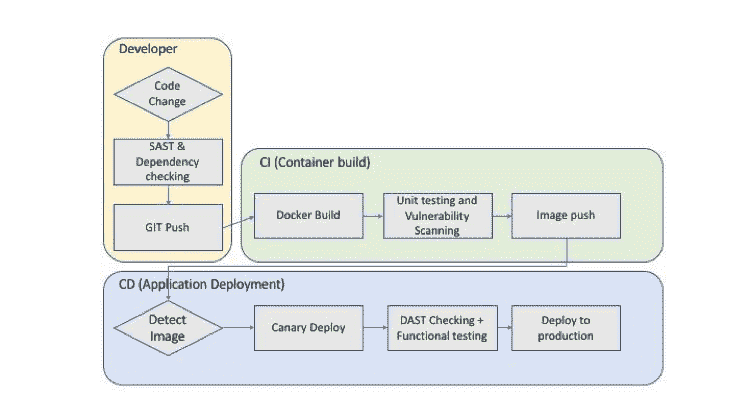 Developer
Code
Change
SAST &
Dependency
checking
GIT Push
CI (Container build)
Docker Build
Unit testing and
Vulnerability
Scanning
Image push
CD (Application Deployment)
Detect
Image
Canary Deploy
DAST Checking +
Functional testing
Deploy to
production